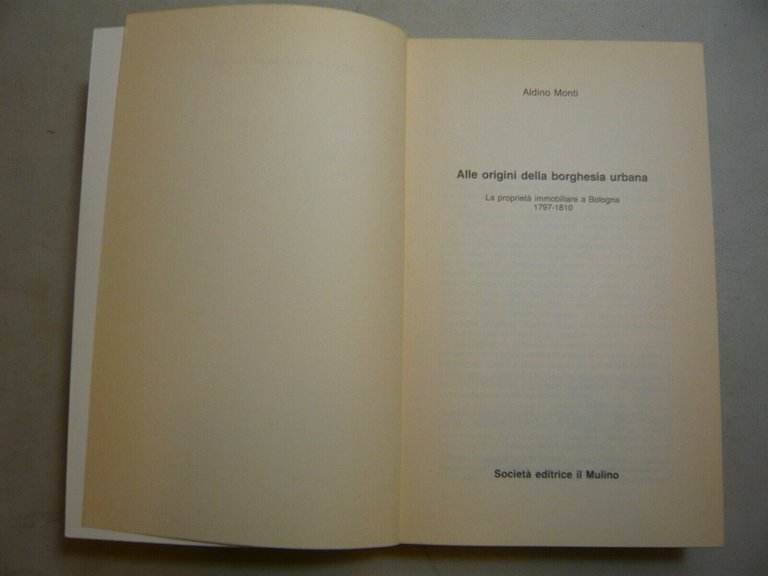 Aldino Monti
Alle origini della borghesia urbana
La proprietà immobiliare a Bologna
1797-1810
Società editrice il Mulino